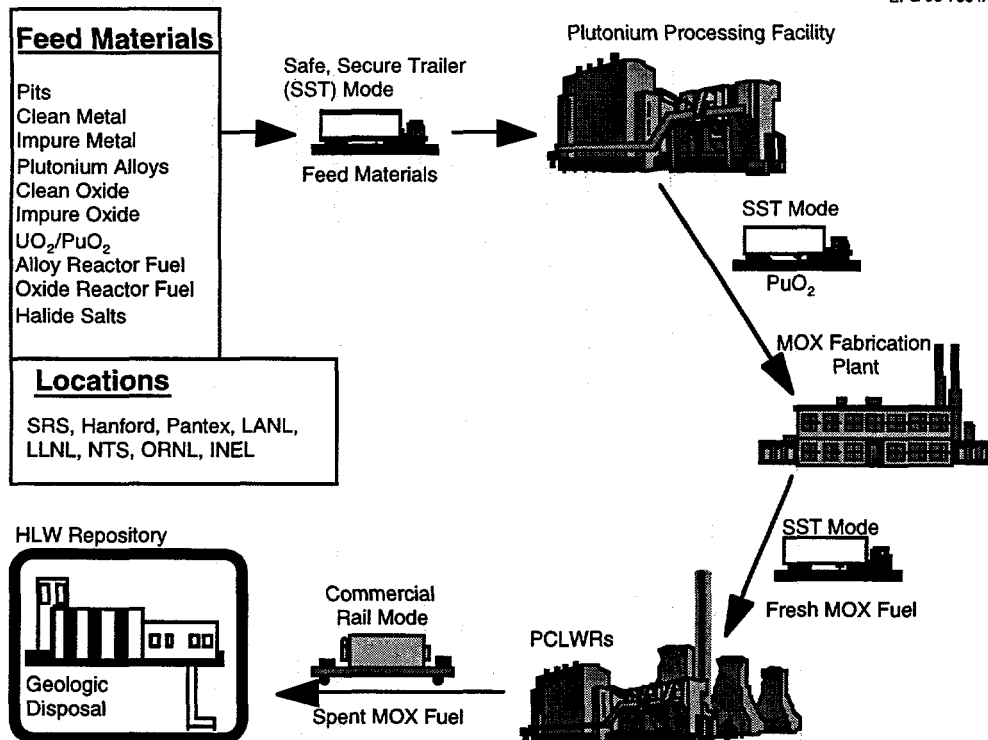 Feed Materials
Pits
Clean Metal
Impure Metal
Plutonium Alloys
Clean Oxide
Impure Oxide
UO₂/PuO₂
Alloy Reactor Fuel
Oxide Reactor Fuel
Halide Salts
Locations
SRS, Hanford, Pantex, LANL,
LLNL, NTS, ORNL, INEL
Safe, Secure Trailer
(SST) Mode
Feed Materials
Plutonium Processing Facility
SST Mode
PuO₂
MOX Fabrication
Plant
SST Mode
Fresh MOX Fuel
PCLWRs
Commercial
Rail Mode
Spent MOX Fuel
HLW Repository
Geologic
Disposal